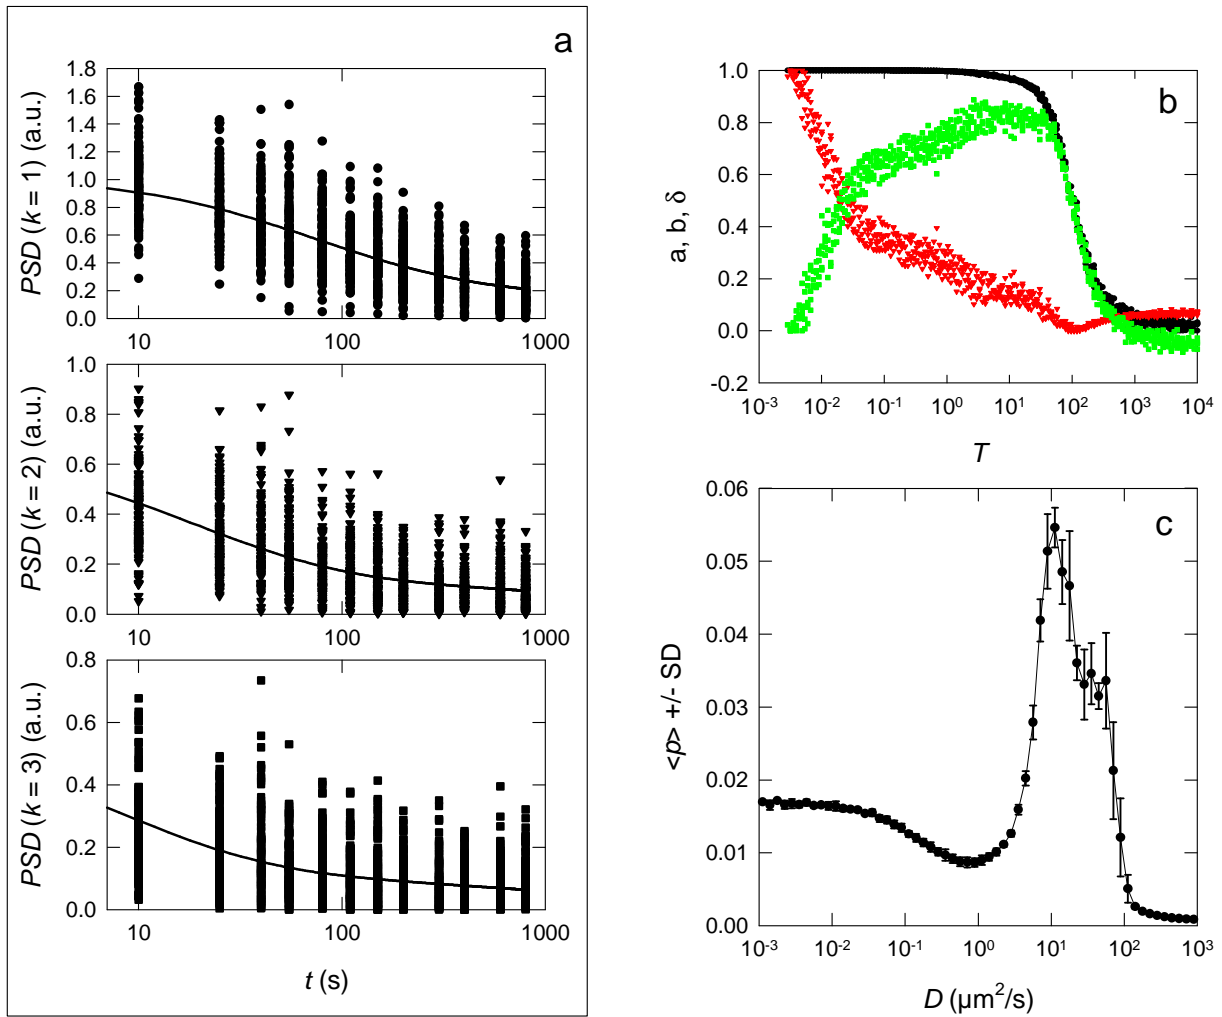 a
PSD (k = 1) (a.u.)
1.8
1.6
1.4
1.2
1.0
0.8
0.6
0.4
0.2
0.0
10 100 1000
PSD (k = 2) (a.u.)
1.0
0.8
0.6
0.4
0.2
0.0
10 100 1000
PSD (k = 3) (a.u.)
0.8
0.6
0.4
0.2
0.0
10 100 1000
t (s)
b
a, b, δ
1.0
0.8
0.6
0.4
0.2
0.0
-0.2
10⁻³ 10⁻² 10⁻¹ 10⁰ 10¹ 10² 10³ 10⁴
T
c
<p> +/- SD
0.06
0.05
0.04
0.03
0.02
0.01
0.00
10⁻³ 10⁻² 10⁻¹ 10⁰ 10¹ 10² 10³
D (µm²/s)